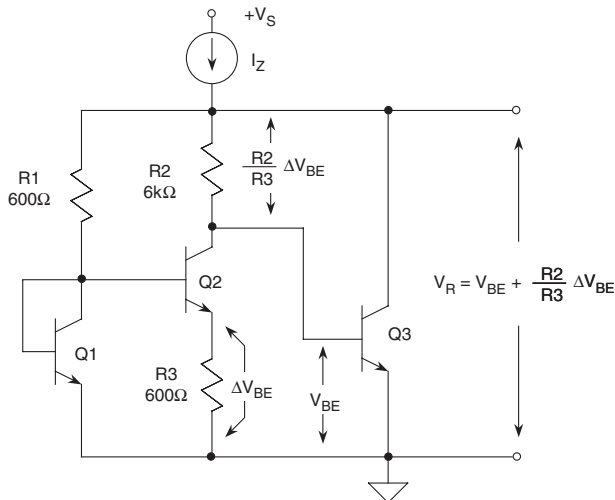 +VS
IZ
R2
6kΩ
R2
R3 ΔVBE
R1
600Ω
VR = VBE + R2
R3 ΔVBE
Q2
Q1
Q3
R3
600Ω
ΔVBE
VBE